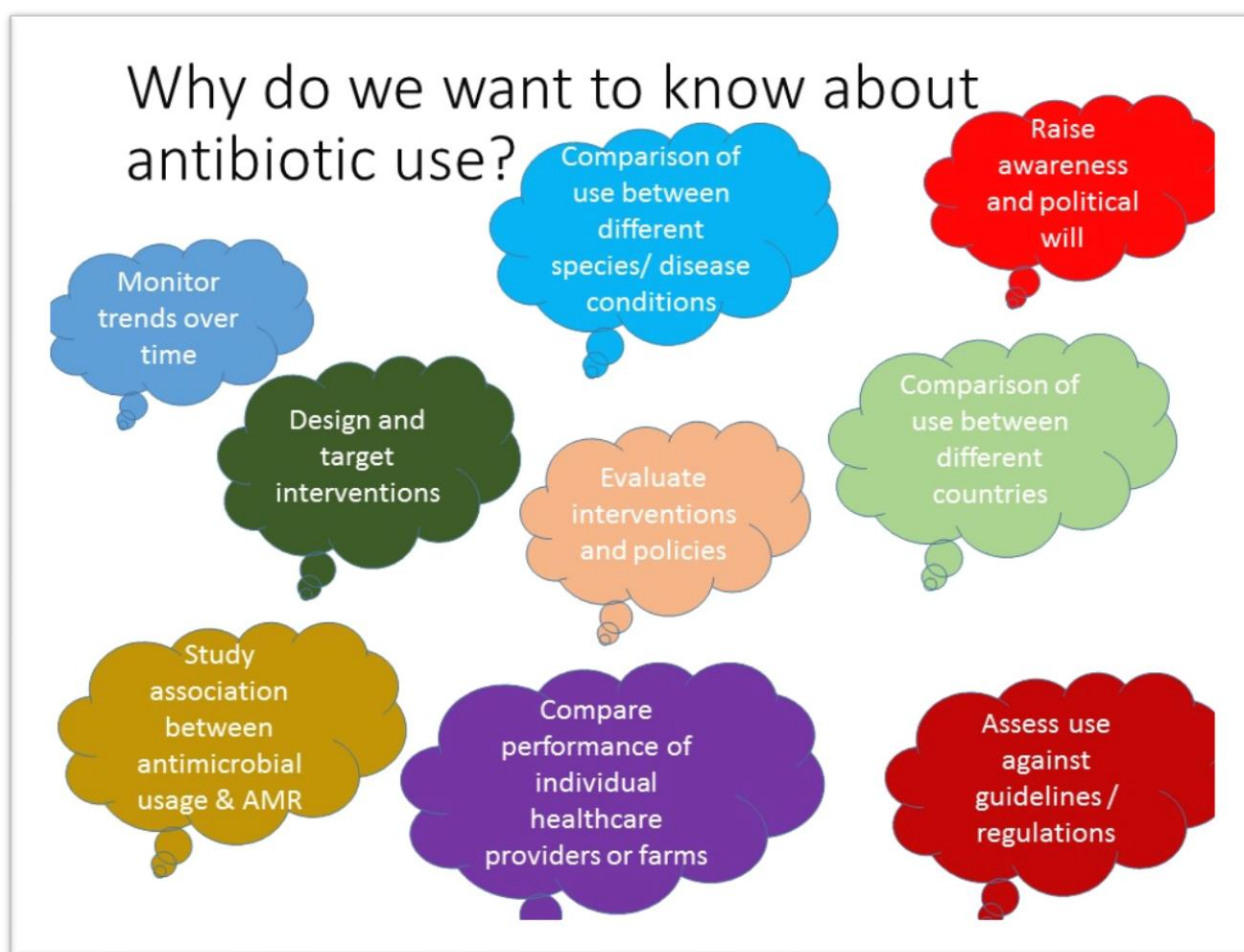 Why do we want to know about
antibiotic use?
Comparison of
use between
different
species/ disease
conditions
Raise
awareness
and political
will
Monitor
trends over
time
Design and
target
interventions
Evaluate
interventions
and policies
Comparison of
use between
different
countries
Study
association
between
antimicrobial
usage & AMR
Compare
performance of
individual
healthcare
providers or farms
Assess use
against
guidelines /
regulations